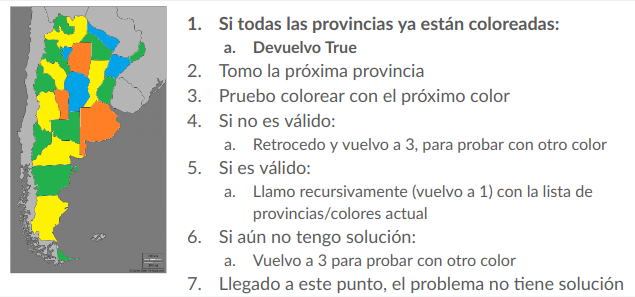 1. Si todas las provincias ya están coloreadas:
a. Devuelvo True
2. Tomo la próxima provincia
3. Pruebo colorear con el próximo color
4. Si no es válido:
a. Retrocedo y vuelvo a 3, para probar con otro color
5. Si es válido:
a. Llamo recursivamente (vuelvo a 1) con la lista de
provincias/colores actual
6. Si aún no tengo solución:
a. Vuelvo a 3 para probar con otro color
7. Llegado a este punto, el problema no tiene solución